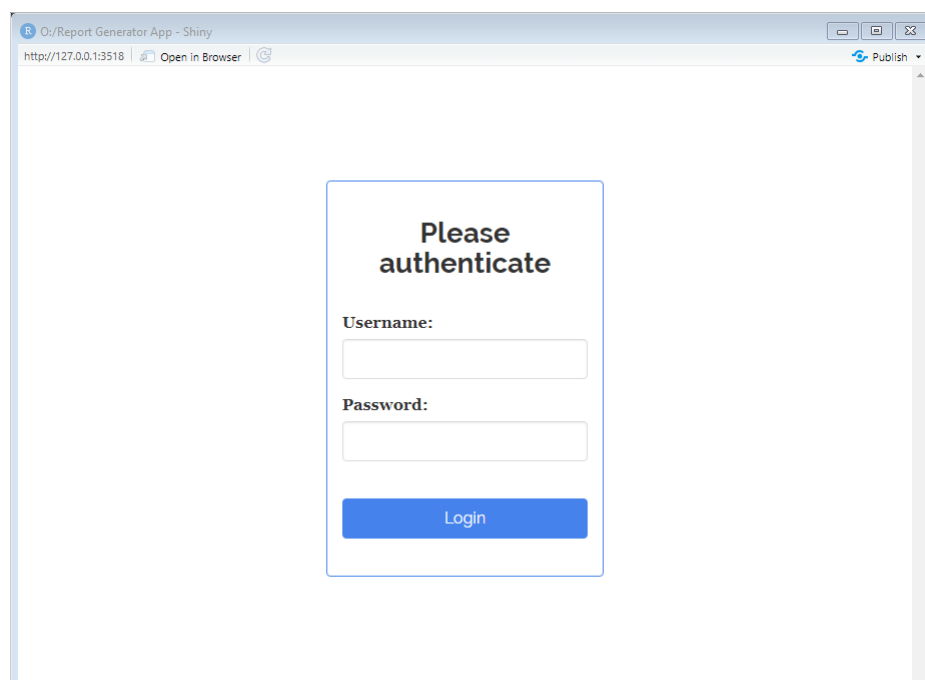 R O:/Report Generator App - Shiny
http://127.0.0.1:3518 Open in Browser Publish
Please
authenticate
Username:
Password:
Login